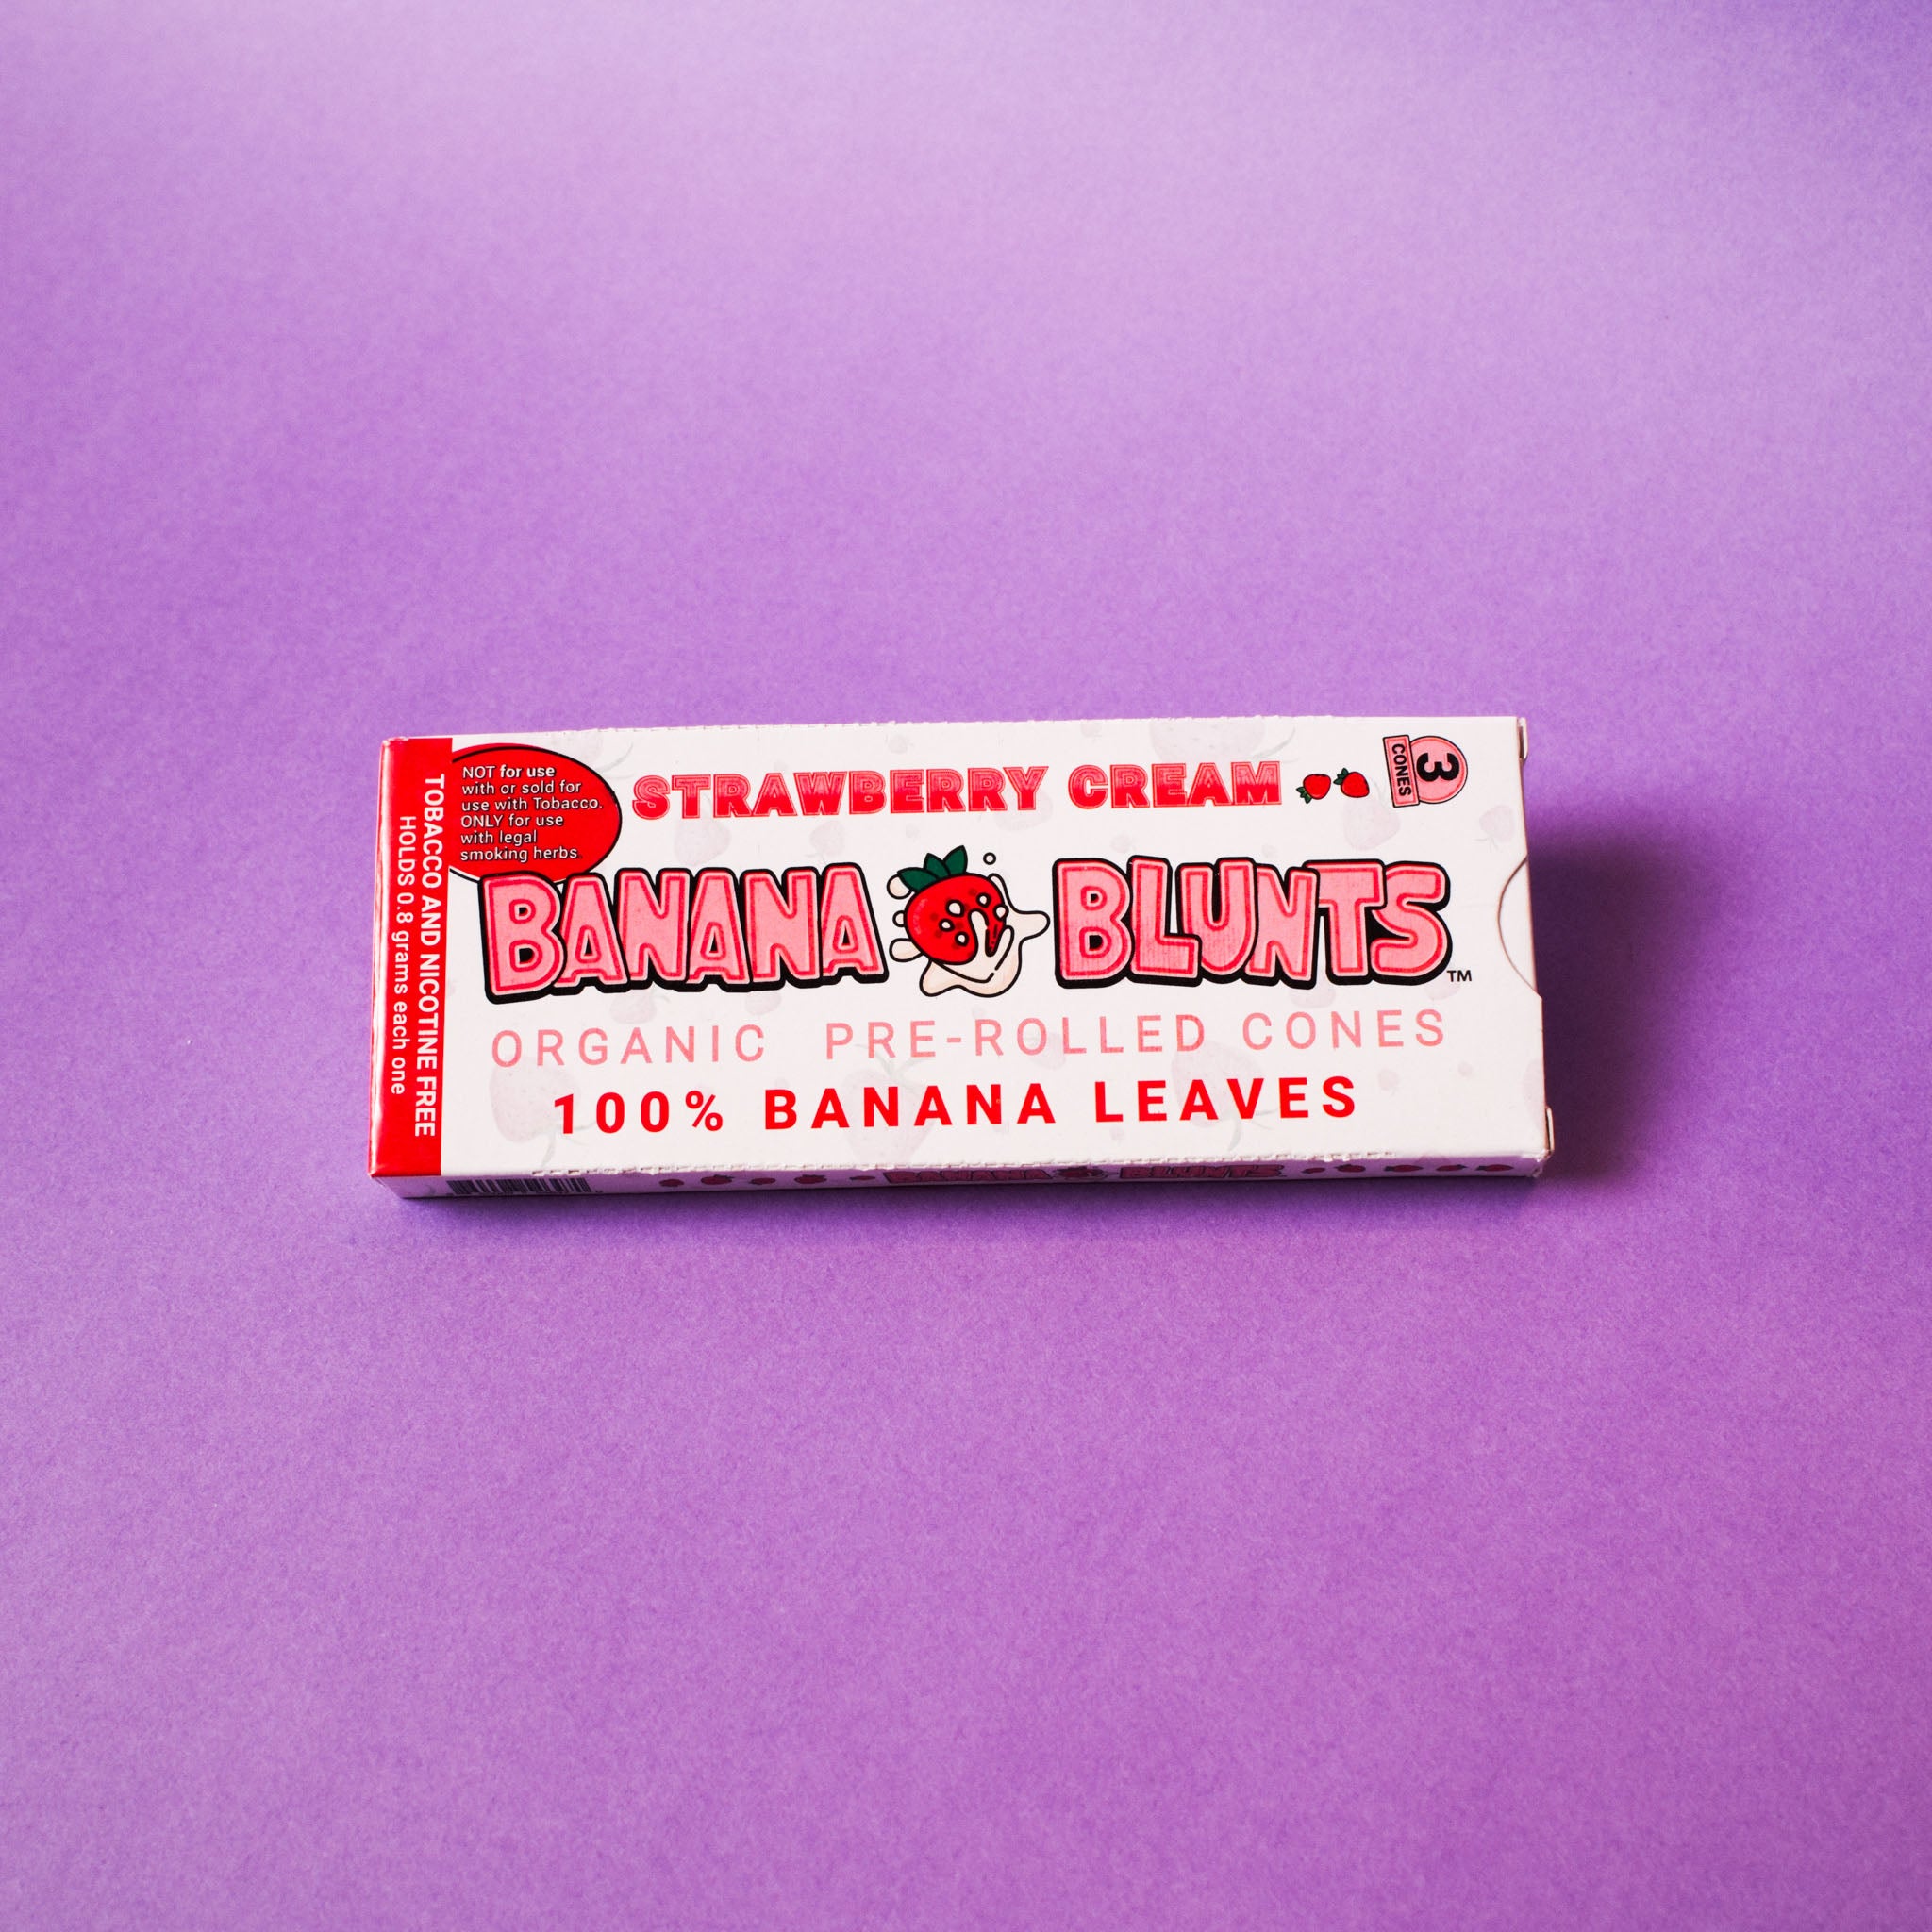 NOT for use
with or sold for
use with Tobacco.
ONLY for use
with legal
smoking herbs
STRAWBERRY CREAM
3
CONES
BANANA BLUNTS™
ORGANIC PRE-ROLLED CONES
100% BANANA LEAVES
TOBACCO AND NICOTINE FREE
HOLDS 0.8 grams each one
BANANA BLUNTS